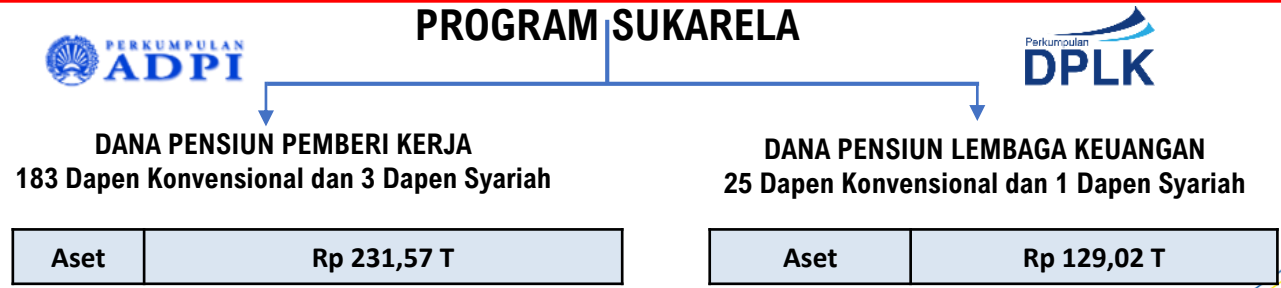 PROGRAM SUKARELA
PERKUMPULAN
ADPI
Perkumpulan
DPLK
DANA PENSIUN PEMBERI KERJA
183 Dapen Konvensional dan 3 Dapen Syariah
DANA PENSIUN LEMBAGA KEUANGAN
25 Dapen Konvensional dan 1 Dapen Syariah
Aset Rp 231,57 T
Aset Rp 129,02 T